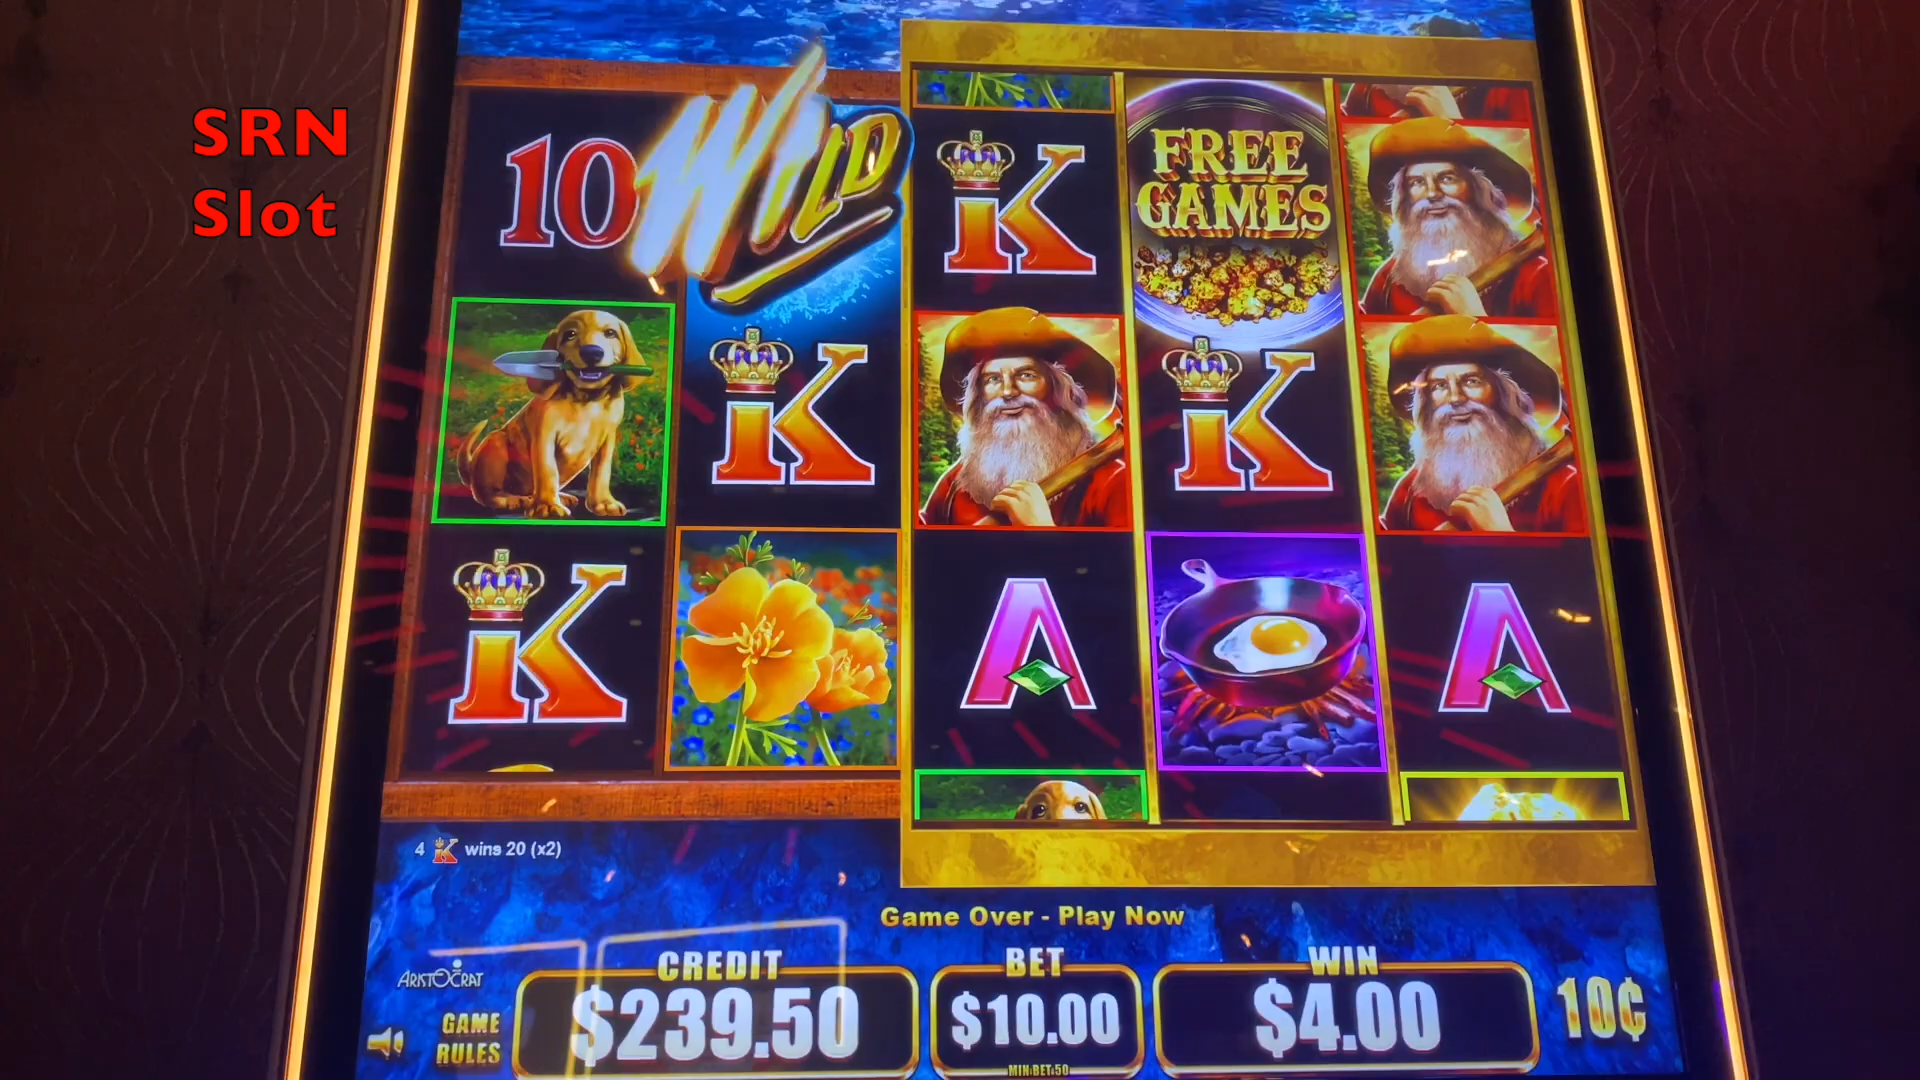 SRN
Slot
10
WILD
K
FREE
GAMES
K
K
K
A
A
4 K wins 20 (x2)
Game Over - Play Now
ARISTOCRAT
GAME
RULES
CREDIT
$239.50
BET
$10.00
MIN BET 50
WIN
$4.00
10¢